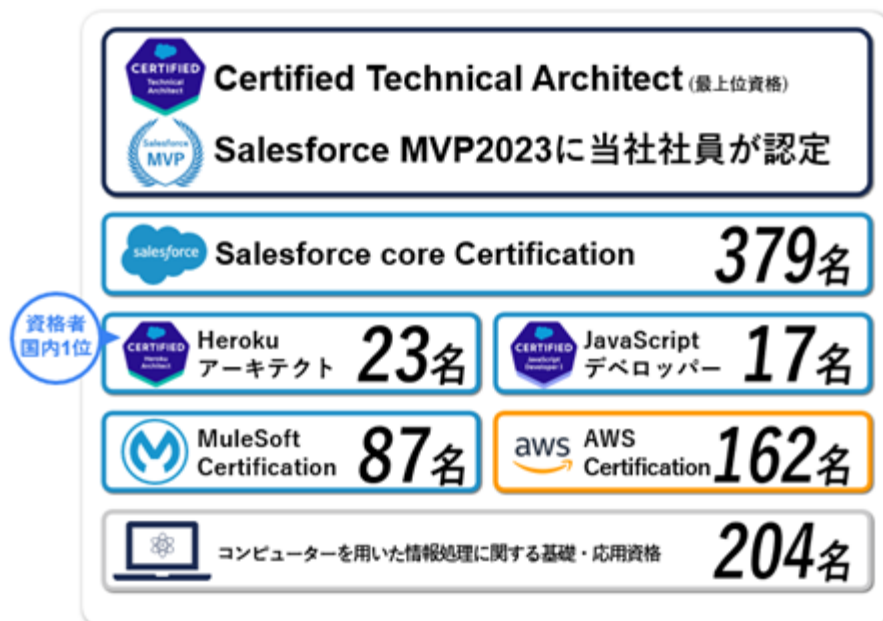 CERTIFIED
Technical
Architect
Certified Technical Architect (最上位資格)
Salesforce
MVP
Salesforce MVP2023に当社社員が認定
salesforce
Salesforce core Certification
379名
資格者
国内1位
CERTIFIED
Heroku
Architect
Heroku
アーキテクト
23名
CERTIFIED
JavaScript
Developer I
JavaScript
デベロッパー
17名
MuleSoft
Certification
87名
aws
AWS
Certification
162名
コンピューターを用いた情報処理に関する基礎・応用資格
204名